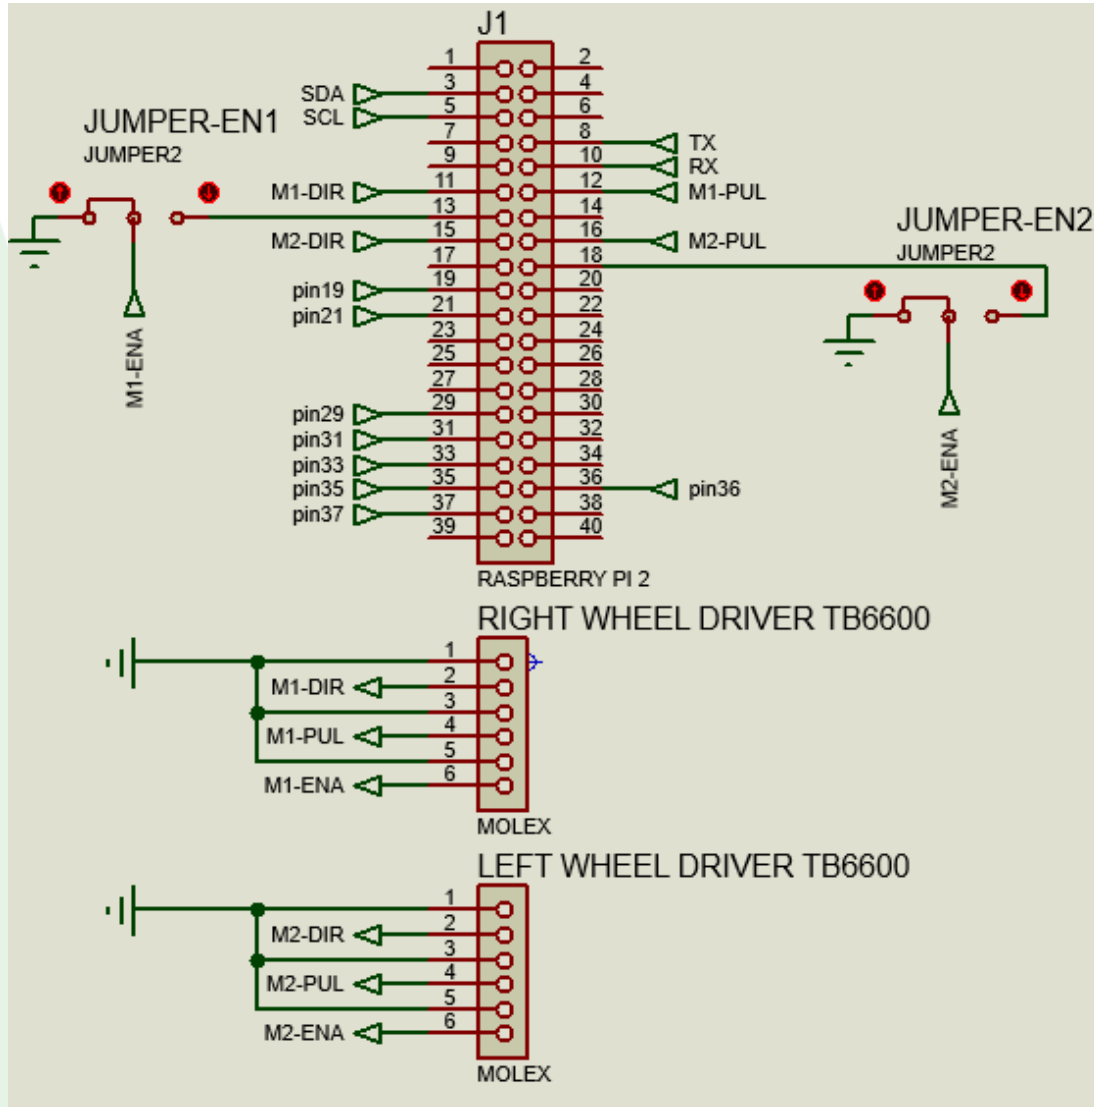 J1
1 2
SDA 3 4
SCL 5 6
7 8 TX
9 10 RX
M1-DIR 11 12 M1-PUL
13 14
M2-DIR 15 16 M2-PUL
17 18
pin19 19 20
pin21 21 22
23 24
25 26
27 28
pin29 29 30
pin31 31 32
pin33 33 34
pin35 35 36 pin36
pin37 37 38
39 40
RASPBERRY PI 2
JUMPER-EN1
JUMPER2
M1-ENA
JUMPER-EN2
JUMPER2
M2-ENA
RIGHT WHEEL DRIVER TB6600
1
M1-DIR 2
3
M1-PUL 4
5
M1-ENA 6
MOLEX
LEFT WHEEL DRIVER TB6600
1
M2-DIR 2
3
M2-PUL 4
5
M2-ENA 6
MOLEX